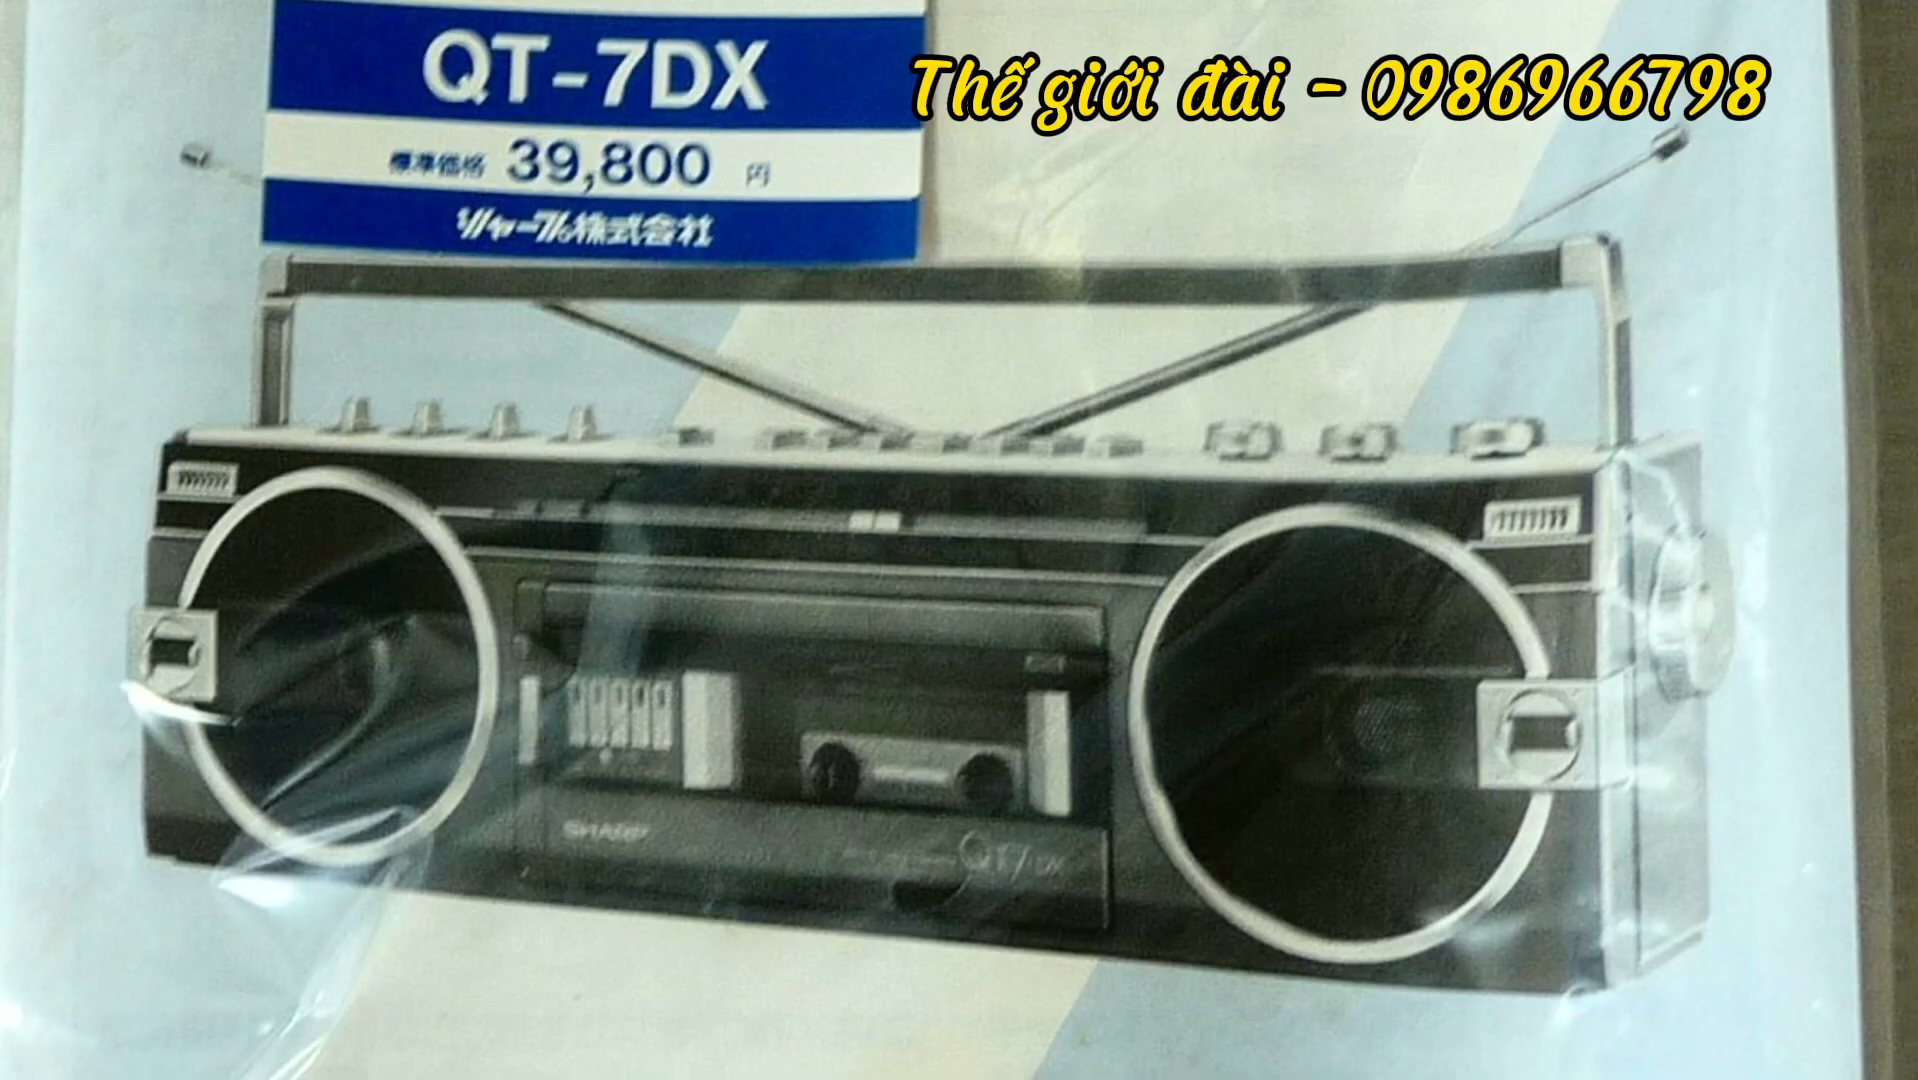 QT-7DX
Thế giới đài - 0986966798
標準価格 39,800 円
シャープ株式会社
SHARP
QT7DX